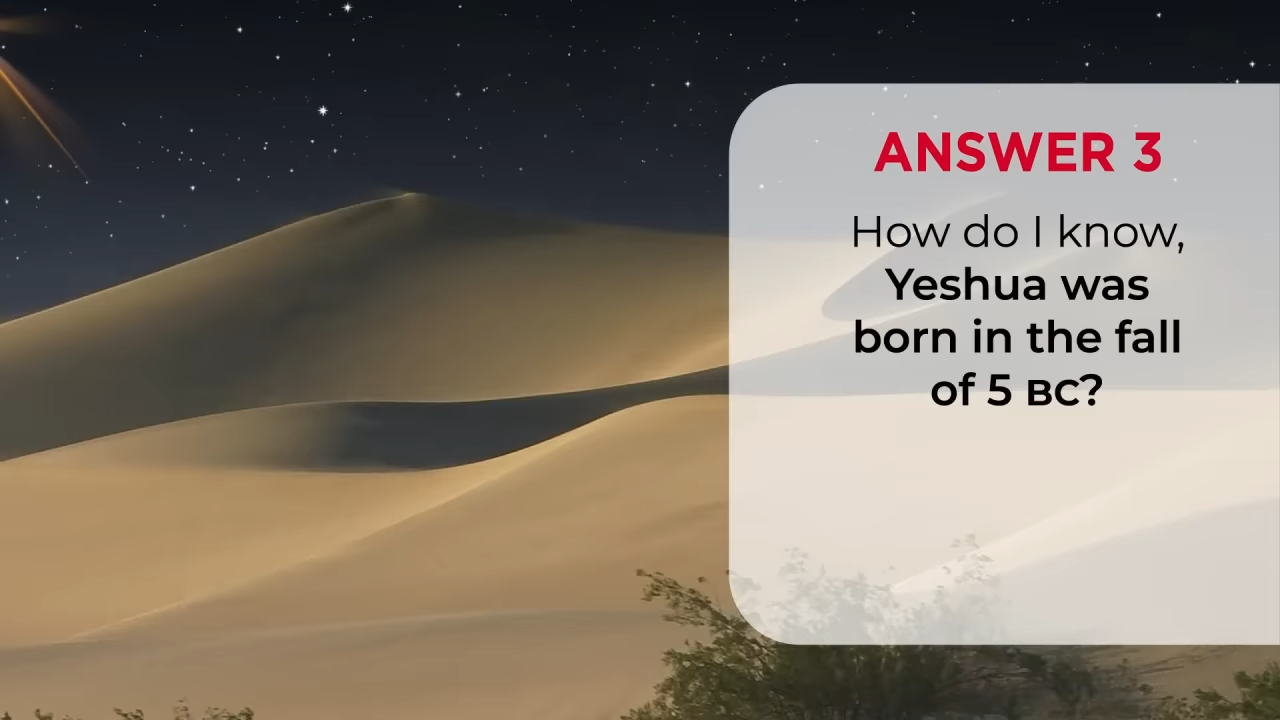 ANSWER 3
How do I know,
Yeshua was
born in the fall
of 5 BC?